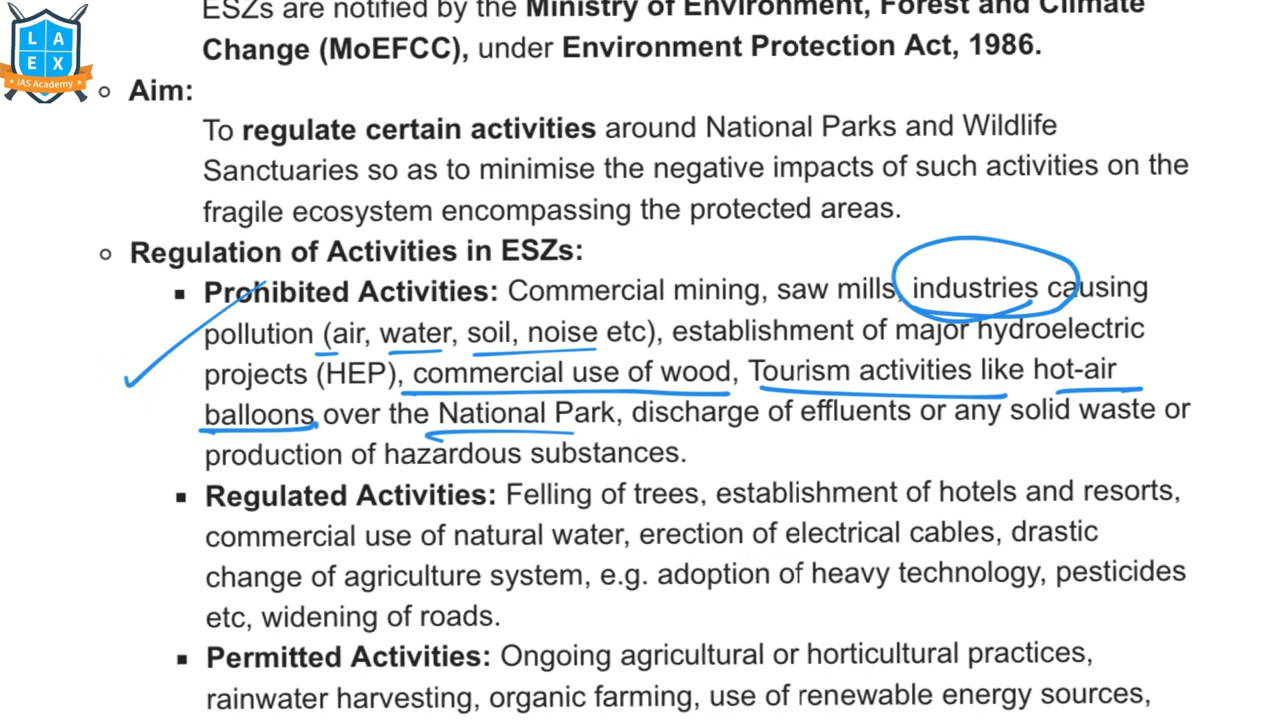 L A
E X
IAS Academy
ESZs are notified by the Ministry of Environment, Forest and Climate
Change (MoEFCC), under Environment Protection Act, 1986.
Aim:
To regulate certain activities around National Parks and Wildlife
Sanctuaries so as to minimise the negative impacts of such activities on the
fragile ecosystem encompassing the protected areas.
Regulation of Activities in ESZs:
Prohibited Activities: Commercial mining, saw mills, industries causing
pollution (air, water, soil, noise etc), establishment of major hydroelectric
projects (HEP), commercial use of wood, Tourism activities like hot-air
balloons over the National Park, discharge of effluents or any solid waste or
production of hazardous substances.
Regulated Activities: Felling of trees, establishment of hotels and resorts,
commercial use of natural water, erection of electrical cables, drastic
change of agriculture system, e.g. adoption of heavy technology, pesticides
etc, widening of roads.
Permitted Activities: Ongoing agricultural or horticultural practices,
rainwater harvesting, organic farming, use of renewable energy sources,